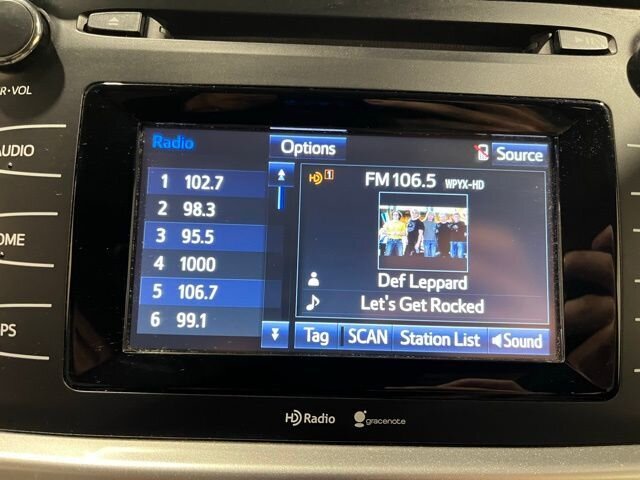 R·VOL
AUDIO
OME
PS
Radio
Options
Source
1 102.7
2 98.3
3 95.5
4 1000
5 106.7
6 99.1
HD 1
FM 106.5 WPYX-HD
Def Leppard
Let's Get Rocked
Tag
SCAN
Station List
Sound
HD Radio
gracenote